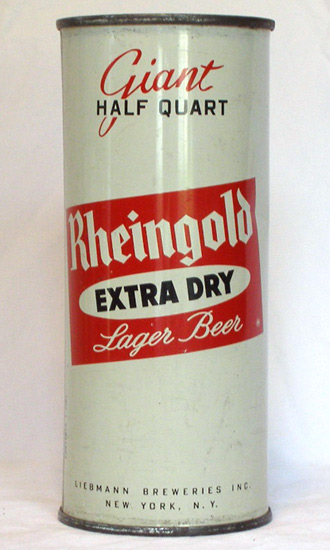 Giant
HALF QUART
Rheingold
EXTRA DRY
Lager Beer
LIEBMANN BREWERIES INC.
NEW YORK, N. Y.